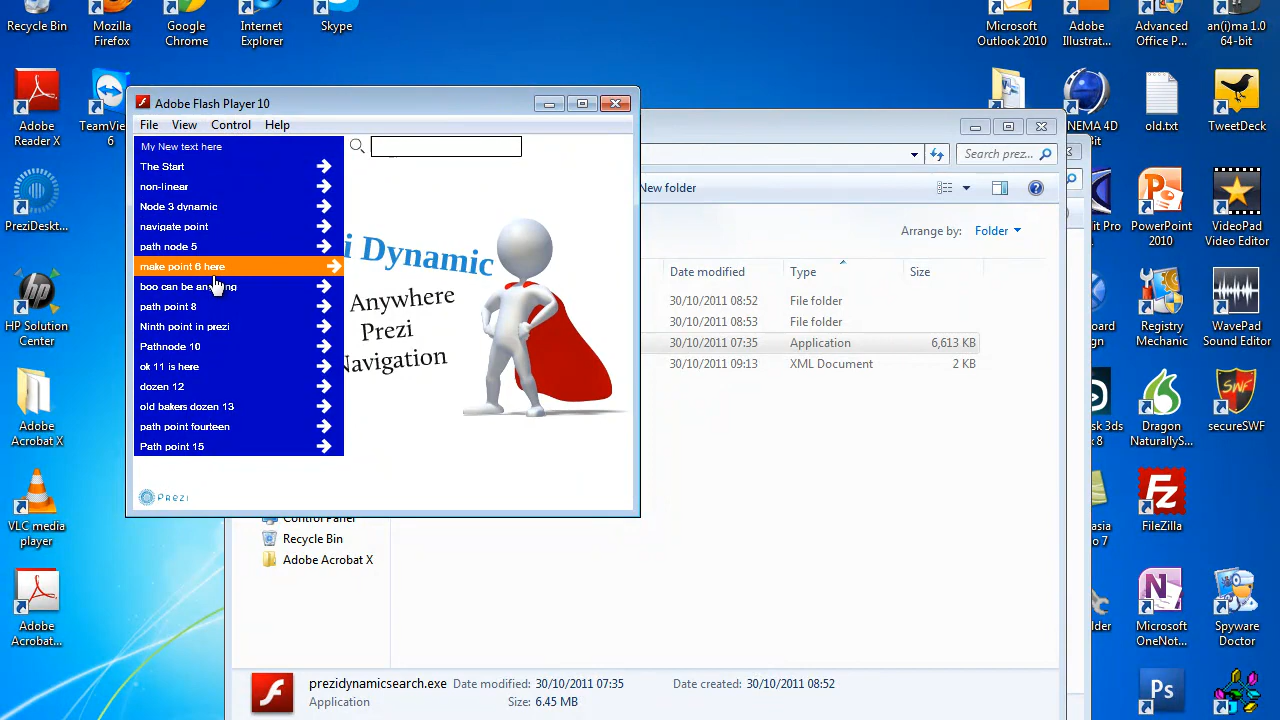 Recycle Bin
Mozilla
Firefox
Google
Chrome
Internet
Explorer
Skype
Microsoft
Outlook 2010
Adobe
Illustrat...
Advanced
Office P...
an(i)ma 1.0
64-bit
Adobe
Reader X
TeamVie
6
NEMA 4D
old.txt
TweetDeck
PreziDeskt...
PowerPoint
2010
VideoPad
Video Editor
HP Solution
Center
Registry
Mechanic
WavePad
Sound Editor
Adobe
Acrobat X
sk 3ds
x 8
Dragon
NaturallyS...
secureSWF
VLC media
player
FileZilla
o 7
Adobe
Acrobat...
Microsoft
OneNot...
Spyware
Doctor
Ps
Adobe Flash Player 10
File View Control Help
My New text here
The Start
non-linear
Node 3 dynamic
navigate point
path node 5
make point 6 here
boo can be anything
path point 8
Ninth point in prezi
Pathnode 10
ok 11 is here
dozen 12
old bakers dozen 13
path point fourteen
Path point 15
i Dynamic
Anywhere
Prezi
Navigation
Prezi
Search prez...
New folder
Arrange by: Folder
Date modified Type Size
30/10/2011 08:52 File folder
30/10/2011 08:53 File folder
30/10/2011 07:35 Application 6,613 KB
30/10/2011 09:13 XML Document 2 KB
Control Panel
Recycle Bin
Adobe Acrobat X
prezidynamicsearch.exe Date modified: 30/10/2011 07:35 Date created: 30/10/2011 08:52
Application Size: 6.45 MB